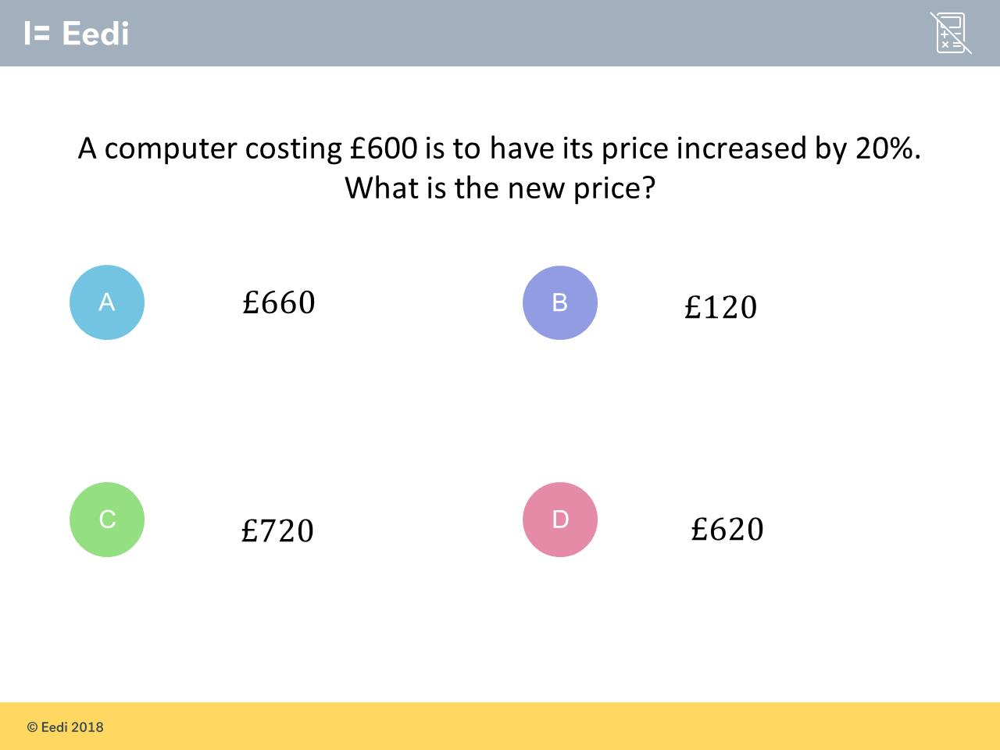 Eedi
A computer costing £600 is to have its price increased by 20%.
What is the new price?
A £660
B £120
C £720
D £620
© Eedi 2018